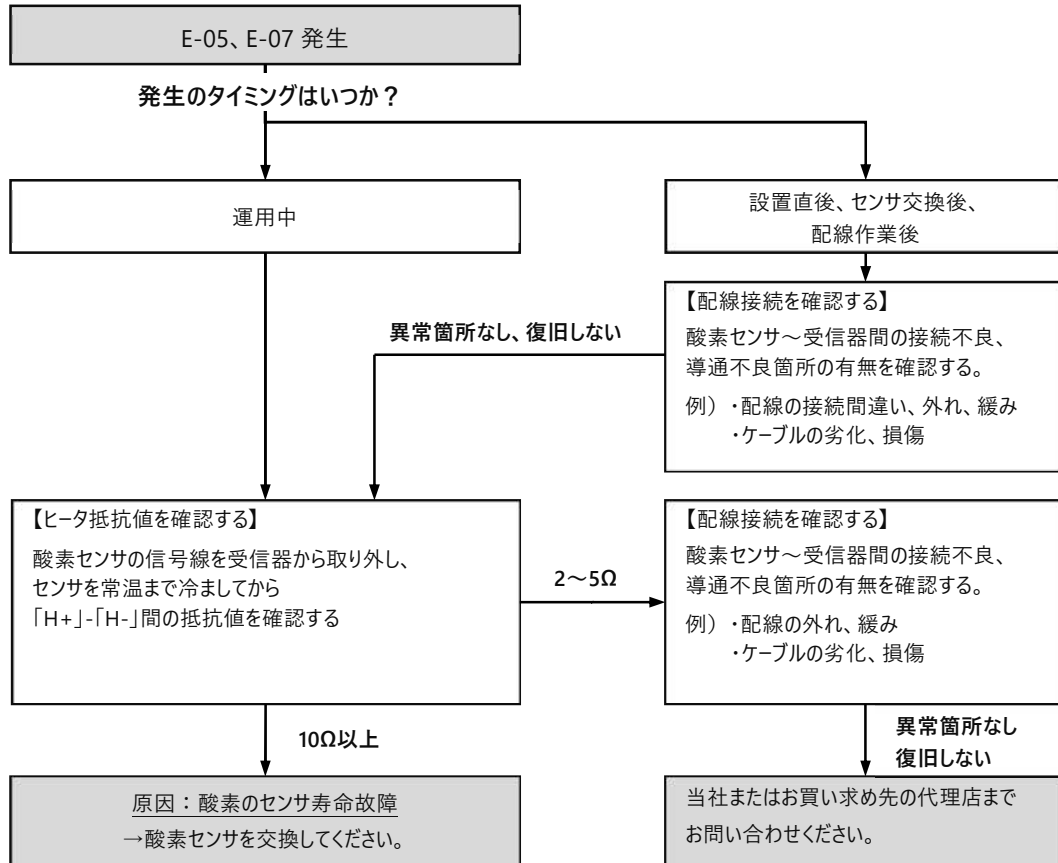 E-05、E-07 発生
発生のタイミングはいつか？
運用中
設置直後、センサ交換後、
配線作業後
【配線接続を確認する】
酸素センサ～受信器間の接続不良、
導通不良箇所の有無を確認する。
例） ・配線の接続間違い、外れ、緩み
・ケーブルの劣化、損傷
異常箇所なし、復旧しない
【ヒータ抵抗値を確認する】
酸素センサの信号線を受信器から取り外し、
センサを常温まで冷ましてから
「H+」-「H-」間の抵抗値を確認する
2～5Ω
【配線接続を確認する】
酸素センサ～受信器間の接続不良、
導通不良箇所の有無を確認する。
例） ・配線の外れ、緩み
・ケーブルの劣化、損傷
10Ω以上
異常箇所なし
復旧しない
原因：酸素のセンサ寿命故障
→酸素センサを交換してください。
当社またはお買い求め先の代理店まで
お問い合わせください。